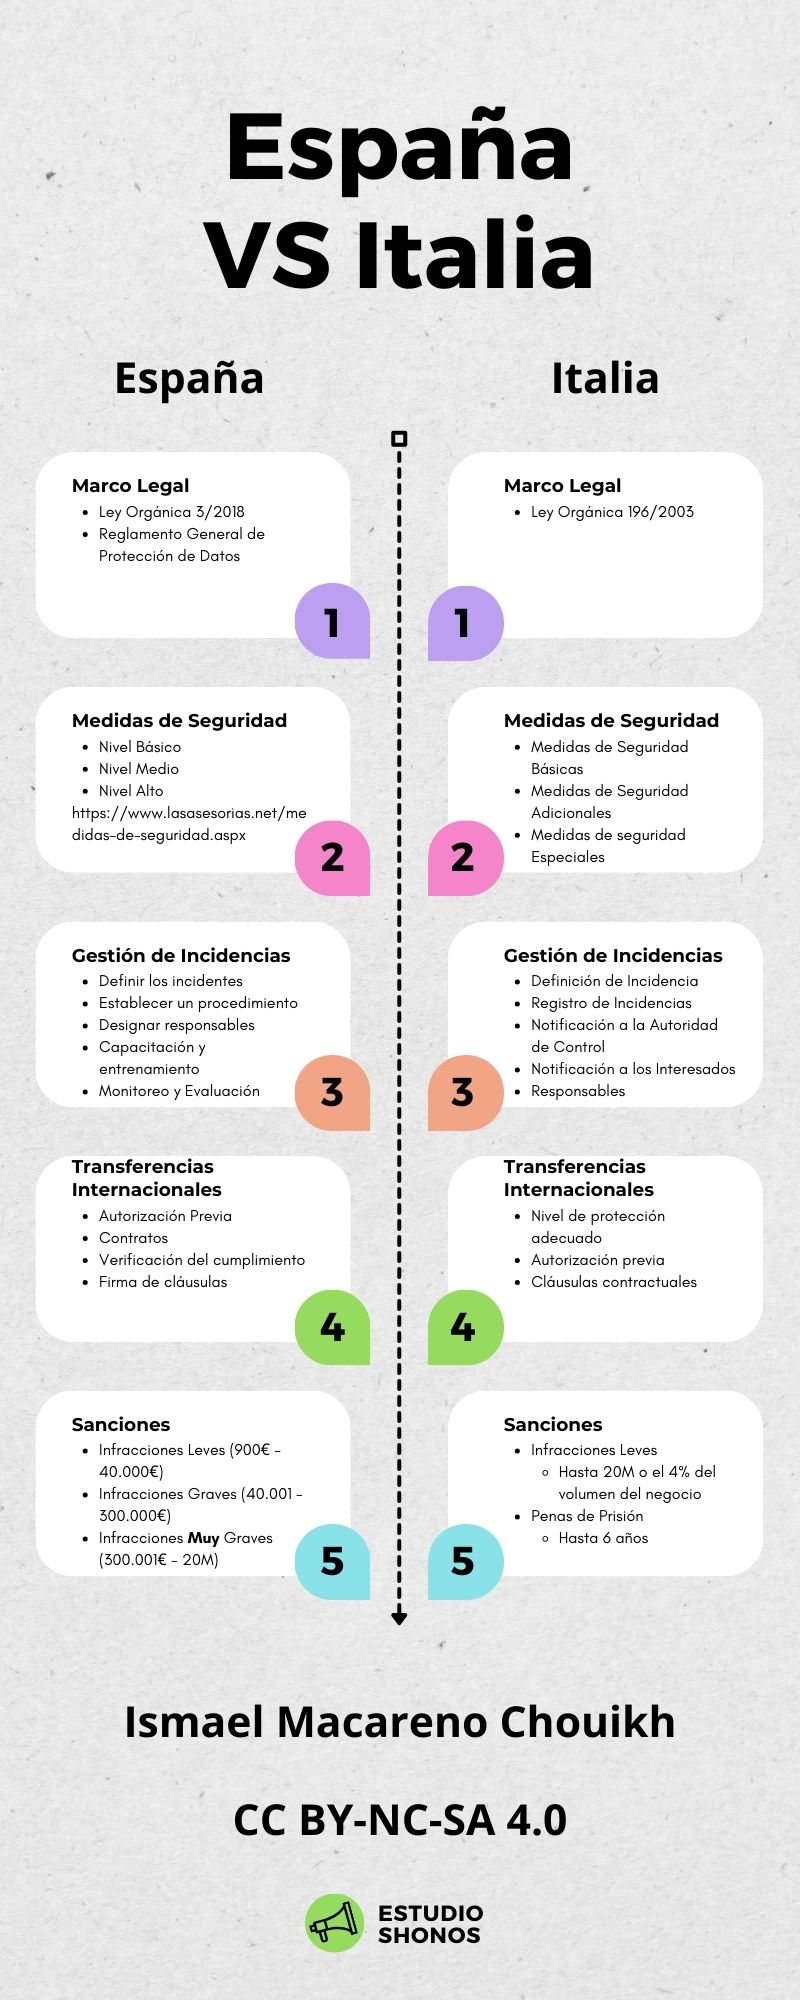 España
VS Italia
España
Italia
Marco Legal
• Ley Orgánica 3/2018
• Reglamento General de
Protección de Datos
1
Marco Legal
• Ley Orgánica 196/2003
1
Medidas de Seguridad
• Nivel Básico
• Nivel Medio
• Nivel Alto
https://www.lasasesorias.net/me
didas-de-seguridad.aspx
2
Medidas de Seguridad
• Medidas de Seguridad
Básicas
• Medidas de Seguridad
Adicionales
• Medidas de seguridad
Especiales
2
Gestión de Incidencias
• Definir los incidentes
• Establecer un procedimiento
• Designar responsables
• Capacitación y
entrenamiento
• Monitoreo y Evaluación
3
Gestión de Incidencias
• Definición de Incidencia
• Registro de Incidencias
• Notificación a la Autoridad
de Control
• Notificación a los Interesados
• Responsables
3
Transferencias
Internacionales
• Autorización Previa
• Contratos
• Verificación del cumplimiento
• Firma de cláusulas
4
Transferencias
Internacionales
• Nivel de protección
adecuado
• Autorización previa
• Cláusulas contractuales
4
Sanciones
• Infracciones Leves (900€ -
40.000€)
• Infracciones Graves (40.001 -
300.000€)
• Infracciones Muy Graves
(300.001€ - 20M)
5
Sanciones
• Infracciones Leves
◦ Hasta 20M o el 4% del
volumen del negocio
• Penas de Prisión
◦ Hasta 6 años
5
Ismael Macareno Chouikh
CC BY-NC-SA 4.0
ESTUDIO
SHONOS